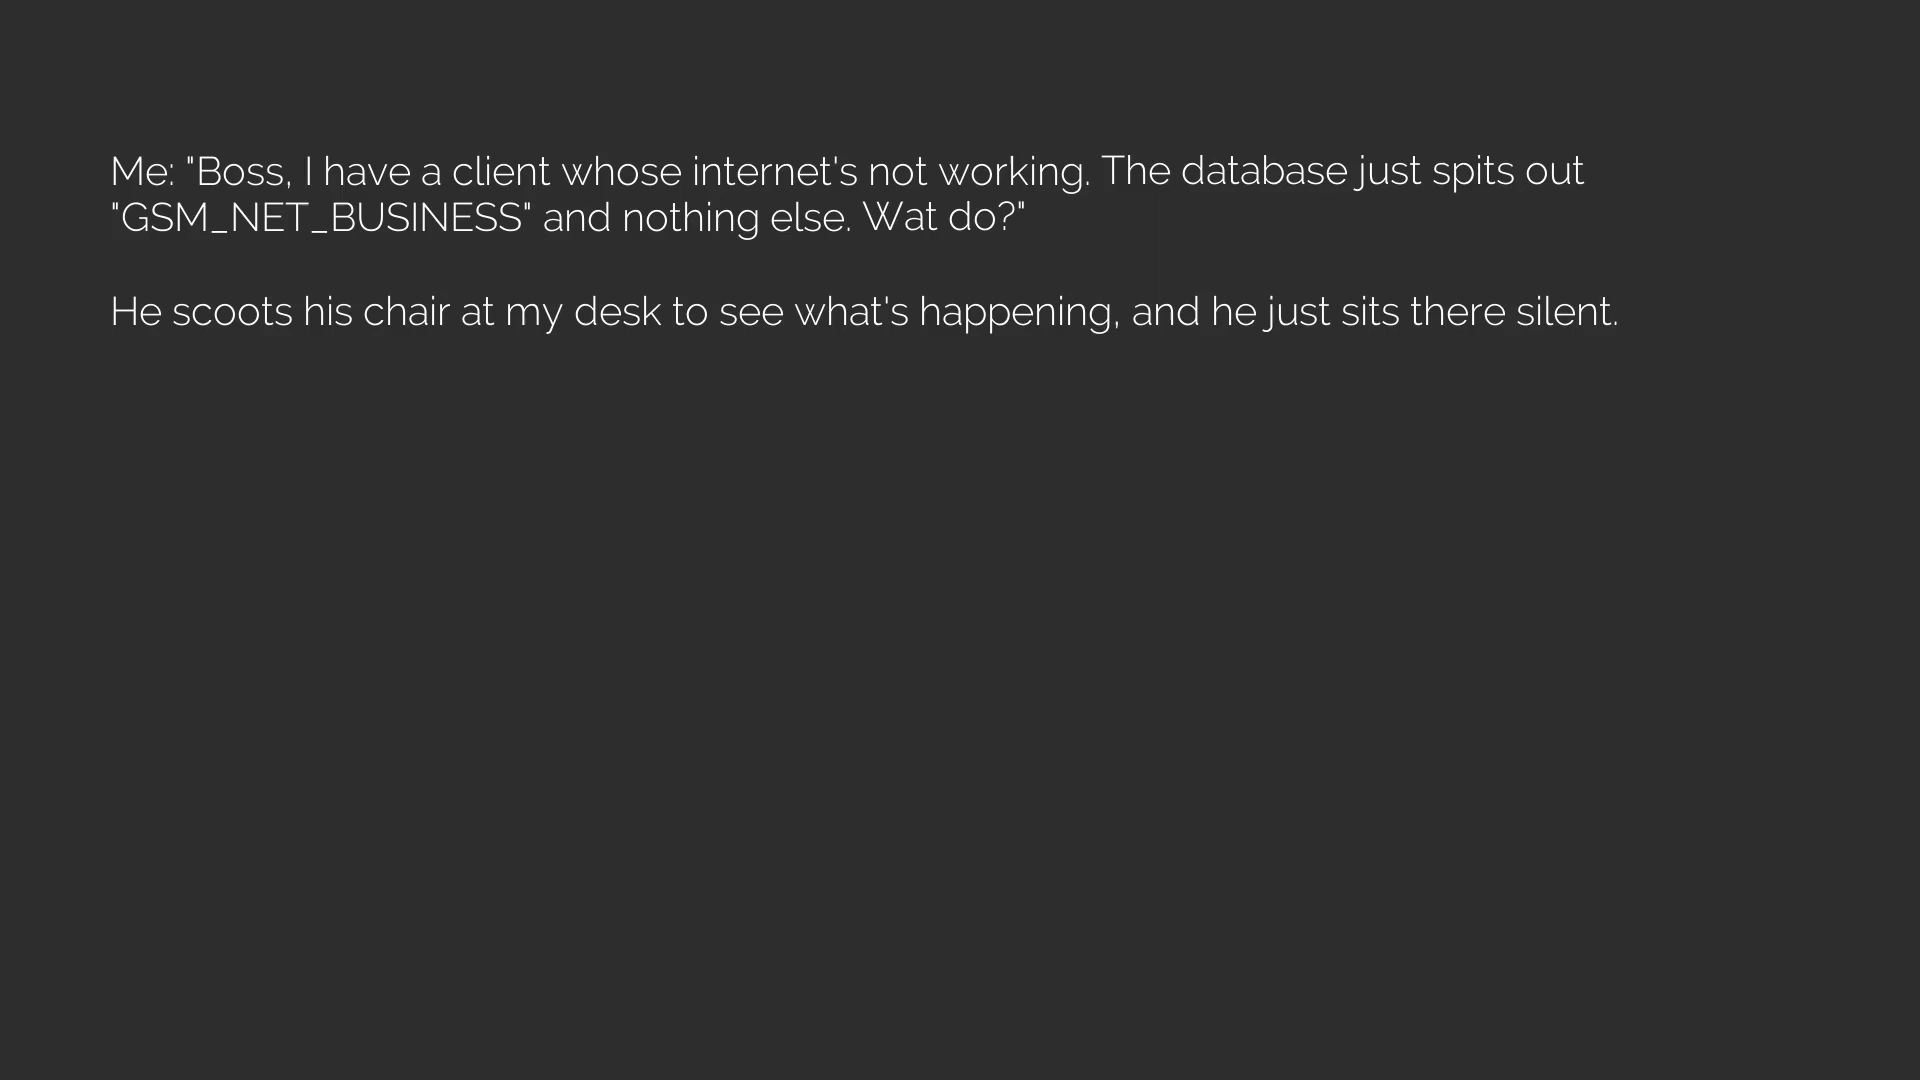 Me: "Boss, I have a client whose internet's not working. The database just spits out
"GSM_NET_BUSINESS" and nothing else. Wat do?"
He scoots his chair at my desk to see what's happening, and he just sits there silent.